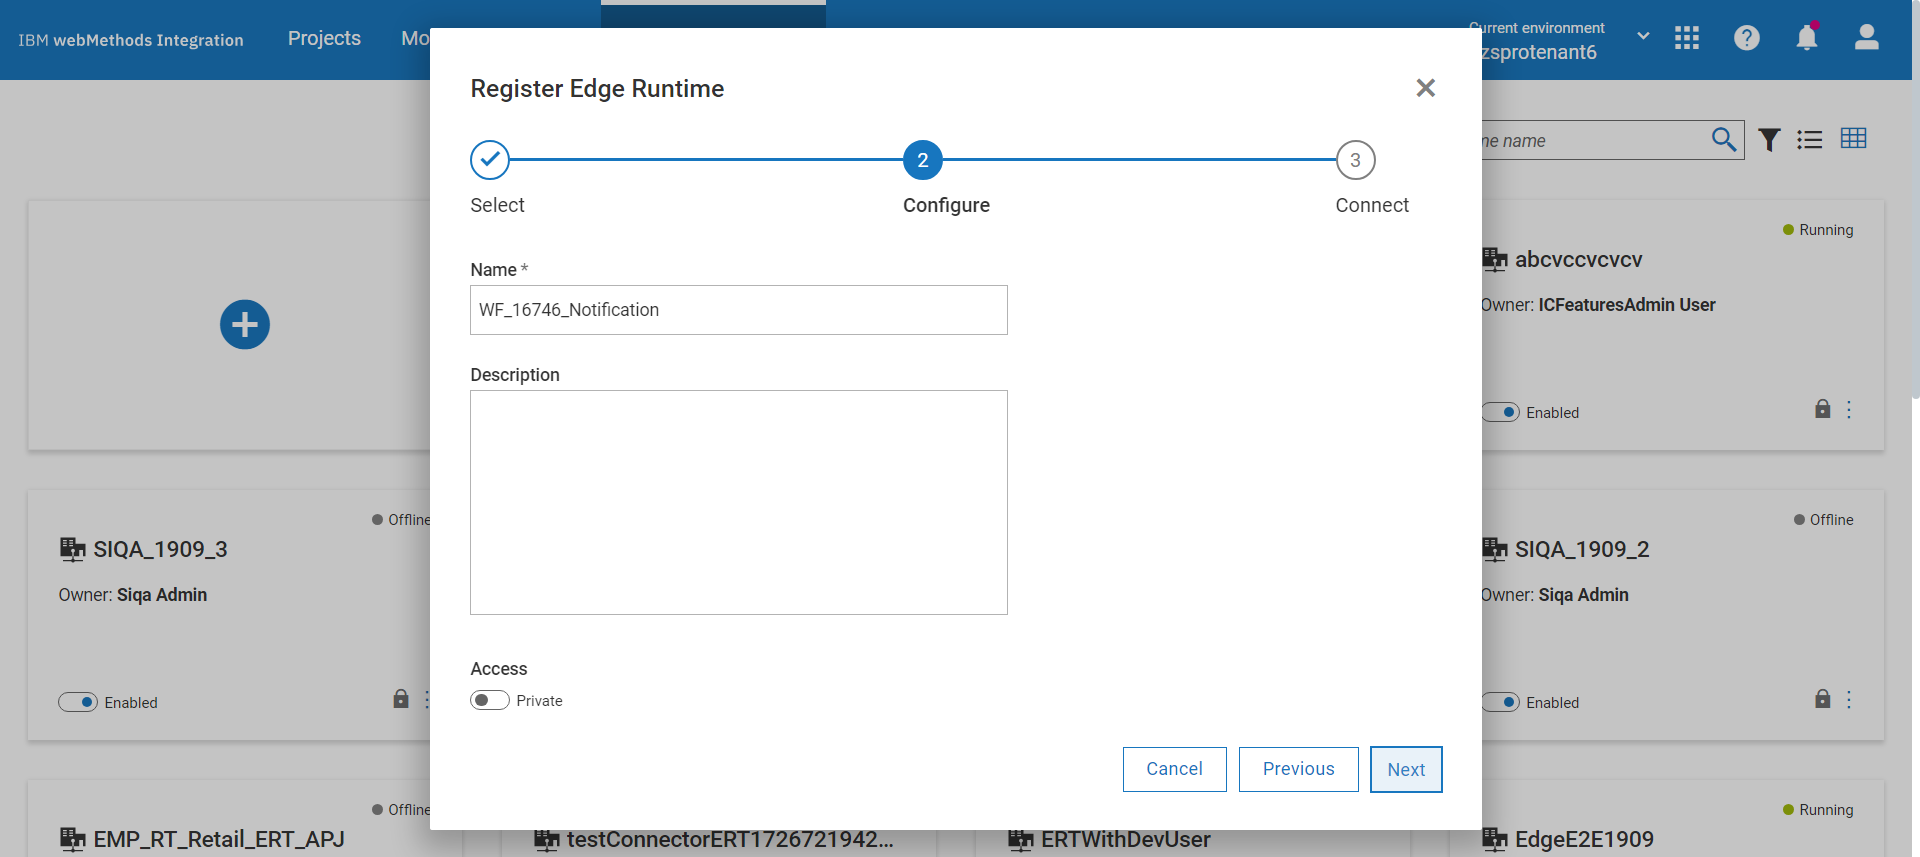 IBM webMethods Integration
Projects
Current environment
zsprotenant6
Register Edge Runtime
2
3
Select
Configure
Connect
Name *
WF_16746_Notification
Description
Access
Private
Cancel
Previous
Next
name
Running
abcvccvcvcv
Owner: ICFeaturesAdmin User
Enabled
Offline
SIQA_1909_3
Owner: Siqa Admin
Enabled
Offline
SIQA_1909_2
Owner: Siqa Admin
Enabled
Offline
EMP_RT_Retail_ERT_APJ
testConnectorERT1726721942...
ERTWithDevUser
Running
EdgeE2E1909